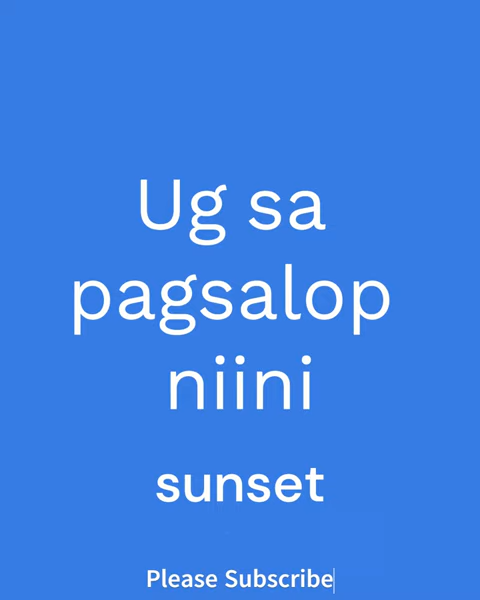 Ug sa
pagsalop
niini
sunset
Please Subscribe